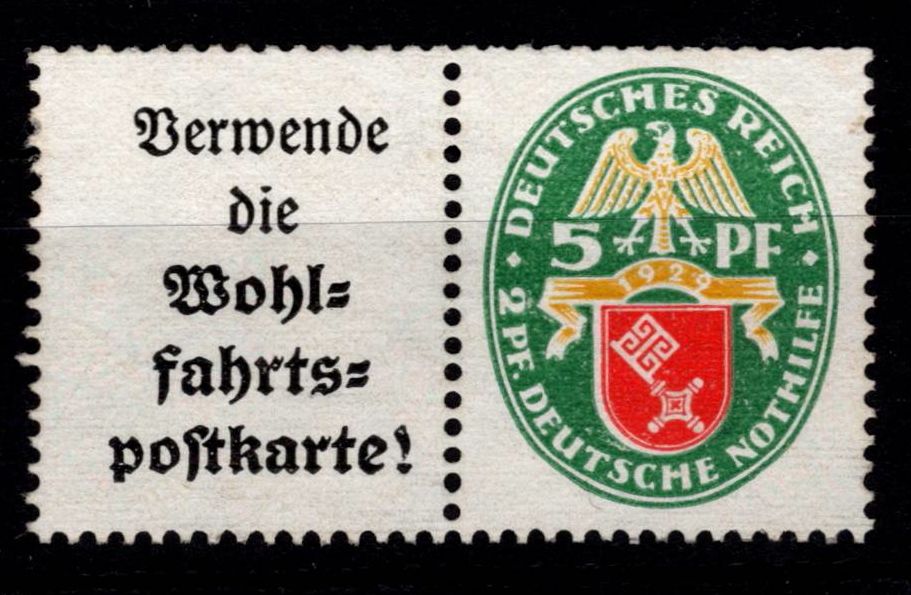 Verwende
die
Wohl=
fahrts=
postkarte!
DEUTSCHES REICH
5 PF
1929
2 PF. DEUTSCHE NOTHILFE